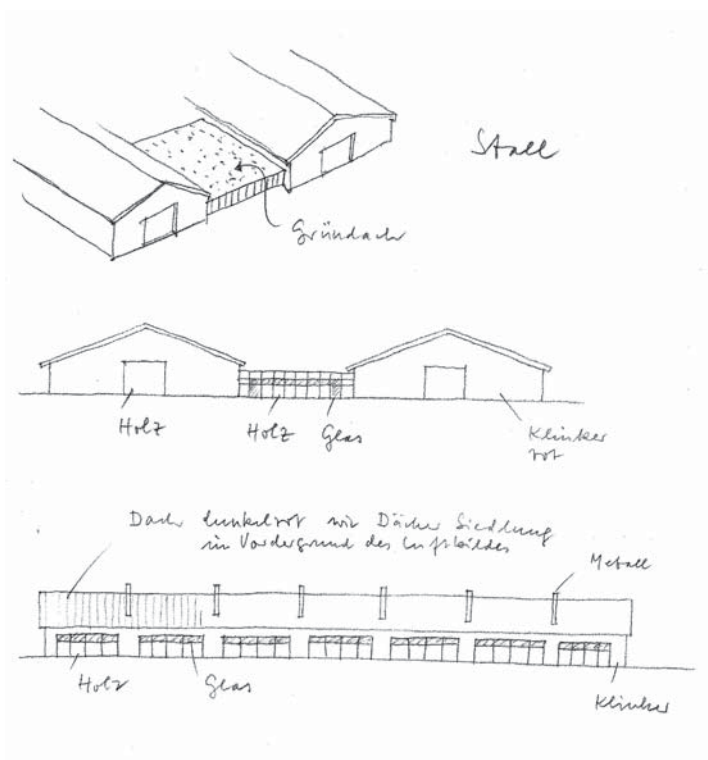 Stall
Gründach
Holz
Holz
Glas
Klinker
rot
Dach dunkelrot wie Dächer Siedlung
im Vordergrund des Luftbildes
Metall
Holz
Glas
Klinker